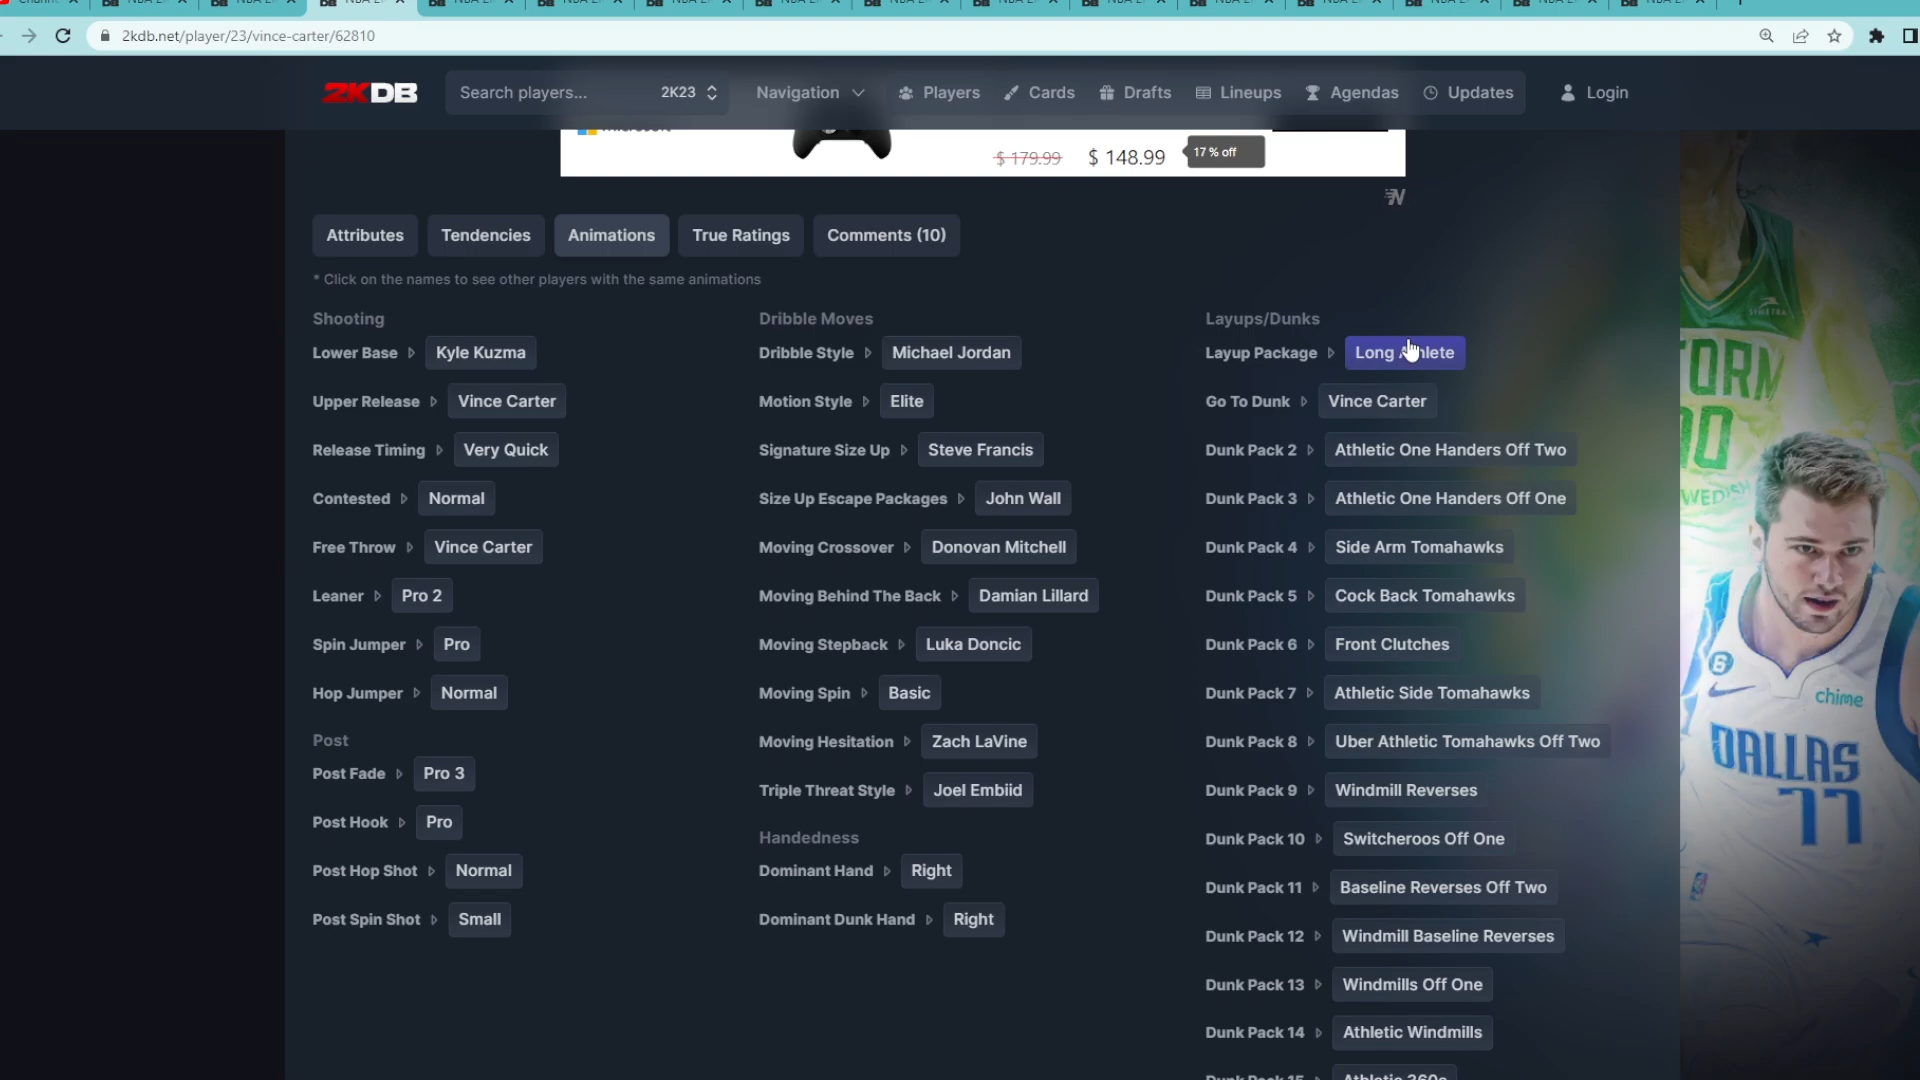 2kdb.net/player/23/vince-carter/62810
2KDB
Search players...
2K23
Navigation
Players
Cards
Drafts
Lineups
Agendas
Updates
Login
$ 179.99
$ 148.99
17 % off
Attributes
Tendencies
Animations
True Ratings
Comments (10)
* Click on the names to see other players with the same animations
Shooting
Lower Base Kyle Kuzma
Upper Release Vince Carter
Release Timing Very Quick
Contested Normal
Free Throw Vince Carter
Leaner Pro 2
Spin Jumper Pro
Hop Jumper Normal
Post
Post Fade Pro 3
Post Hook Pro
Post Hop Shot Normal
Post Spin Shot Small
Dribble Moves
Dribble Style Michael Jordan
Motion Style Elite
Signature Size Up Steve Francis
Size Up Escape Packages John Wall
Moving Crossover Donovan Mitchell
Moving Behind The Back Damian Lillard
Moving Stepback Luka Doncic
Moving Spin Basic
Moving Hesitation Zach LaVine
Triple Threat Style Joel Embiid
Handedness
Dominant Hand Right
Dominant Dunk Hand Right
Layups/Dunks
Layup Package Long Athlete
Go To Dunk Vince Carter
Dunk Pack 2 Athletic One Handers Off Two
Dunk Pack 3 Athletic One Handers Off One
Dunk Pack 4 Side Arm Tomahawks
Dunk Pack 5 Cock Back Tomahawks
Dunk Pack 6 Front Clutches
Dunk Pack 7 Athletic Side Tomahawks
Dunk Pack 8 Uber Athletic Tomahawks Off Two
Dunk Pack 9 Windmill Reverses
Dunk Pack 10 Switcheroos Off One
Dunk Pack 11 Baseline Reverses Off Two
Dunk Pack 12 Windmill Baseline Reverses
Dunk Pack 13 Windmills Off One
Dunk Pack 14 Athletic Windmills
Dunk Pack 15 Athletic 360s
6
chime
DALLAS
77